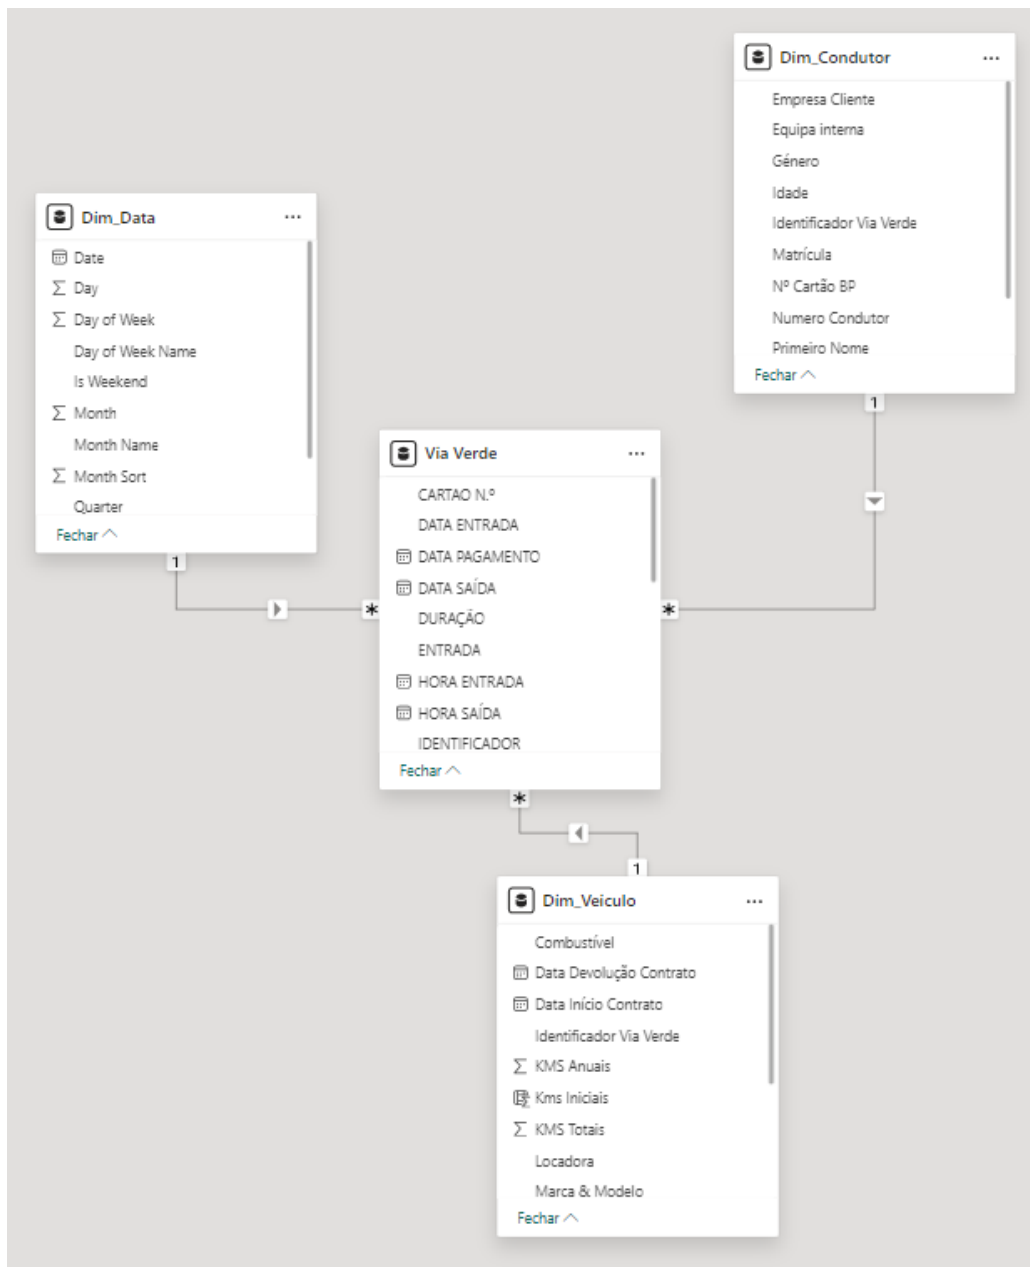 Dim_Condutor
Empresa Cliente
Equipa interna
Género
Idade
Identificador Via Verde
Matrícula
Nº Cartão BP
Numero Condutor
Primeiro Nome
Fechar
1
Dim_Data
Date
Day
Day of Week
Day of Week Name
Is Weekend
Month
Month Name
Month Sort
Quarter
Fechar
1
Via Verde
CARTAO N.º
DATA ENTRADA
DATA PAGAMENTO
DATA SAÍDA
DURAÇÃO
ENTRADA
HORA ENTRADA
HORA SAÍDA
IDENTIFICADOR
Fechar
*
*
*
1
Dim_Veiculo
Combustível
Data Devolução Contrato
Data Início Contrato
Identificador Via Verde
KMS Anuais
Kms Iniciais
KMS Totais
Locadora
Marca & Modelo
Fechar